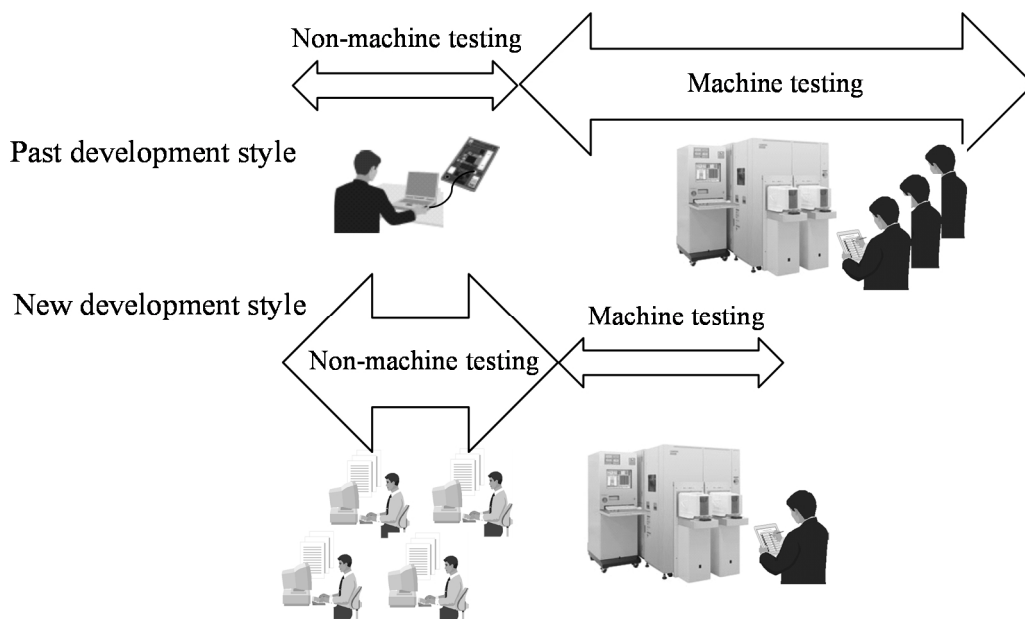 Non-machine testing
Machine testing
Past development style
New development style
Machine testing
Non-machine testing